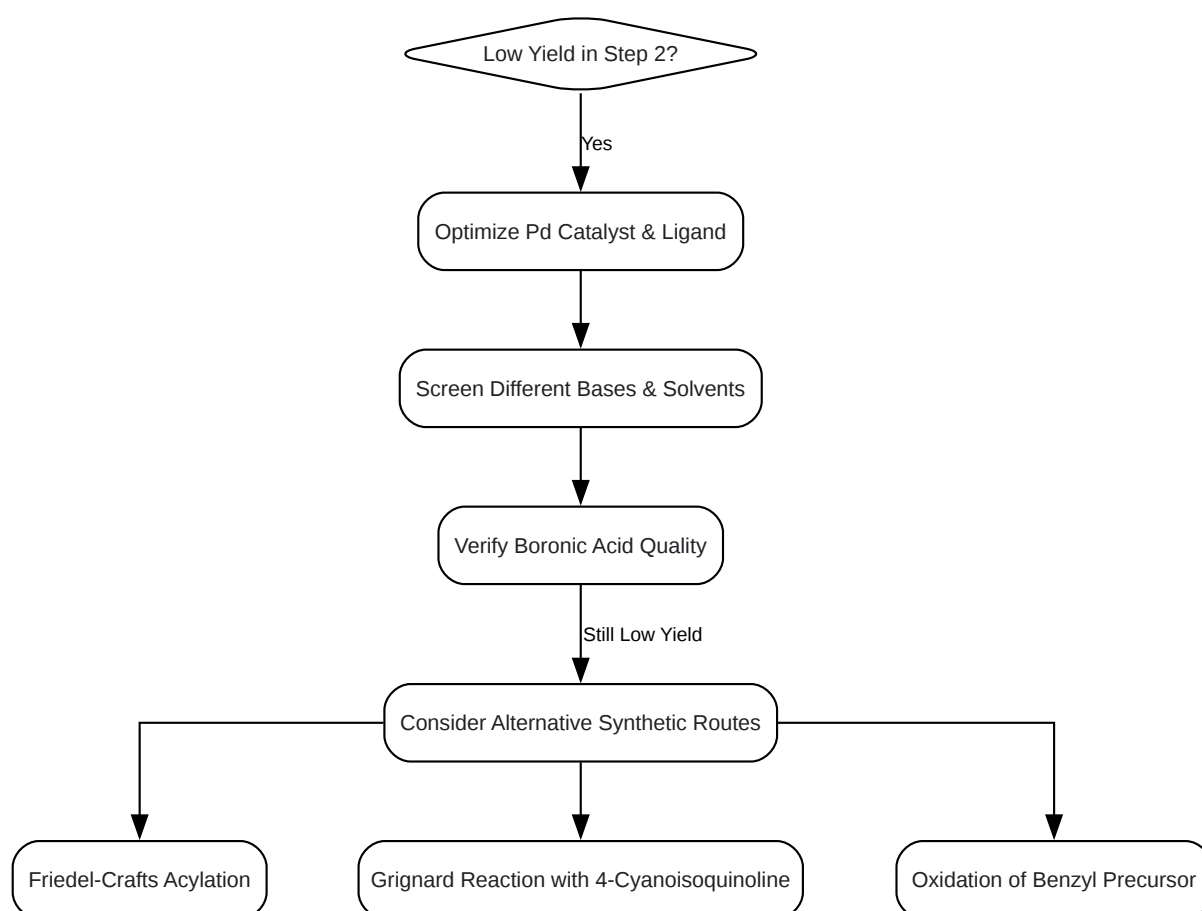 Low Yield in Step 2?
Yes
Optimize Pd Catalyst & Ligand
Screen Different Bases & Solvents
Verify Boronic Acid Quality
Still Low Yield
Consider Alternative Synthetic Routes
Friedel-Crafts Acylation
Grignard Reaction with 4-Cyanoisoquinoline
Oxidation of Benzyl Precursor